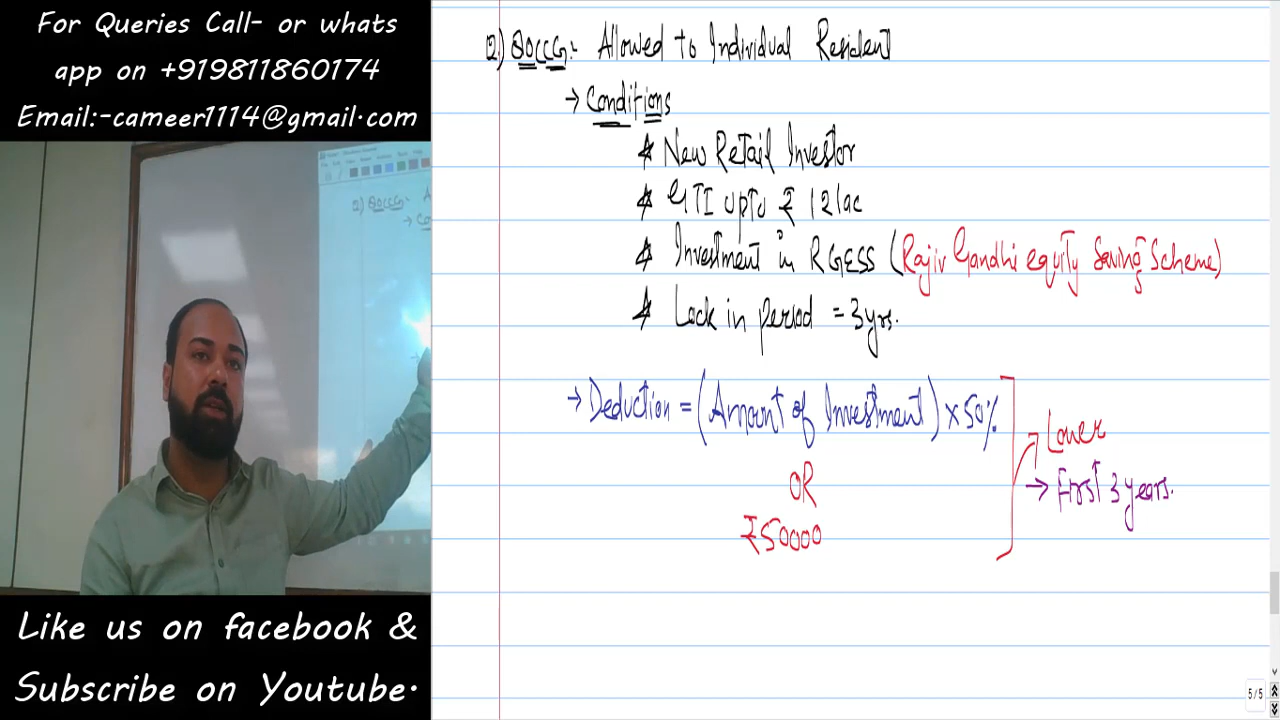 For Queries Call- or whats
app on +919811860174
Email:-cameer1114@gmail.com
Like us on facebook &
Subscribe on Youtube.
2) 80CCG:- Allowed to Individual Resident
→ Conditions
* New Retail Investor
* GTI upto ₹ 12lac
* Investment in RGESS (Rajiv Gandhi equity Saving Scheme)
* Lock in period = 3yrs.
→ Deduction = (Amount of Investment) x 50%
OR
₹50000
→ Lower
→ First 3 years.
5/5